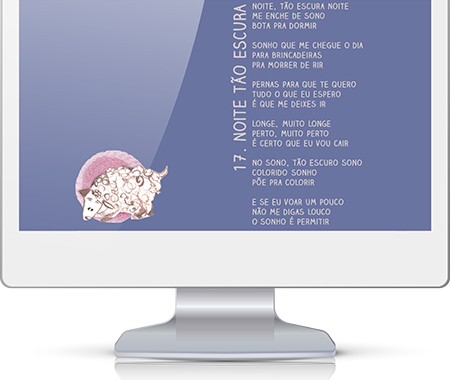 17. NOITE TÃO ESCURA
NOITE, TÃO ESCURA NOITE
ME ENCHE DE SONO
BOTA PRA DORMIR
SONHO QUE ME CHEGUE O DIA
PARA BRINCADEIRAS
PRA MORRER DE RIR
PERNAS PARA QUE TE QUERO
TUDO O QUE EU ESPERO
É QUE ME DEIXES IR
LONGE, MUITO LONGE
PERTO, MUITO PERTO
É CERTO QUE EU VOU CAIR
NO SONO, TÃO ESCURO SONO
COLORIDO SONHO
PÕE PRA COLORIR
E SE EU VOAR UM POUCO
NÃO ME DIGAS LOUCO
O SONHO É PERMITIR